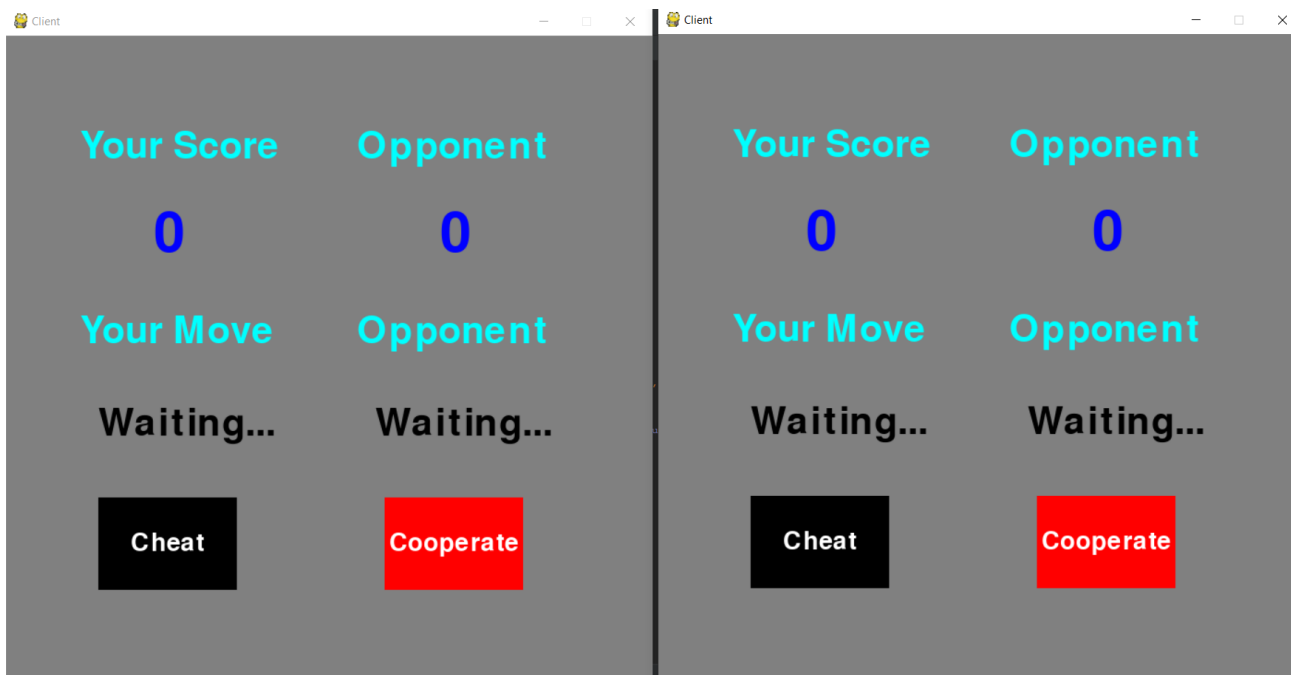 Client
Your Score Opponent
0 0
Your Move Opponent
Waiting... Waiting...
Cheat Cooperate
Client
Your Score Opponent
0 0
Your Move Opponent
Waiting... Waiting...
Cheat Cooperate